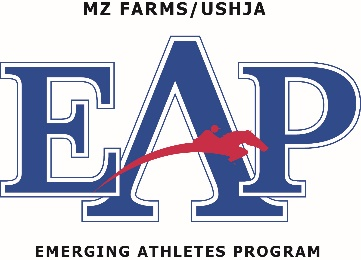 MZ FARMS/USHJA
EAP
EMERGING ATHLETES PROGRAM